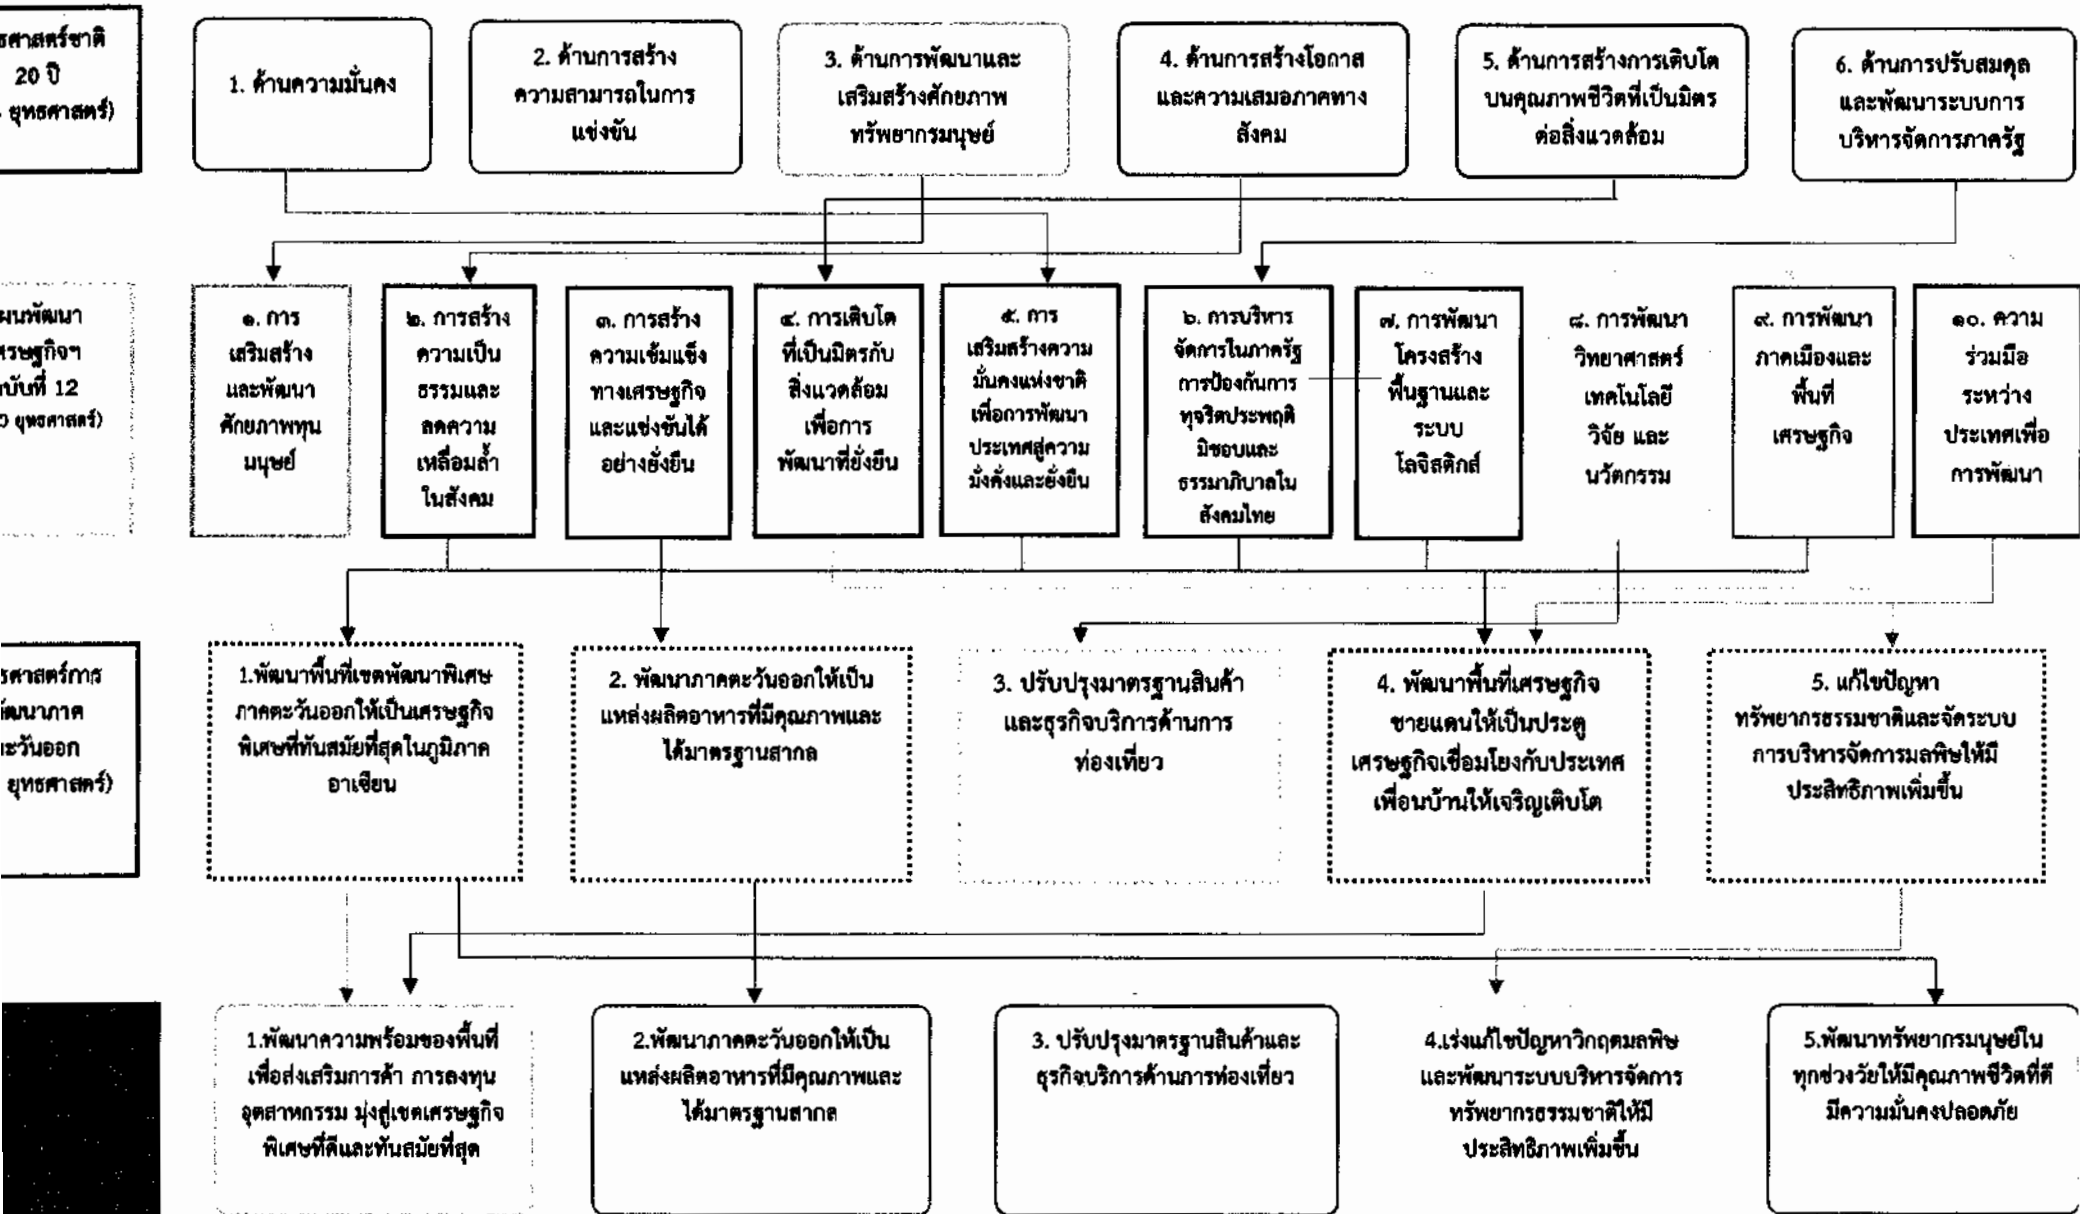 ธศาสตร์ชาติ
20 ปี
ยุทธศาสตร์)
1. ด้านความมั่นคง
2. ด้านการสร้าง
ความสามารถในการ
แข่งขัน
3. ด้านการพัฒนาและ
เสริมสร้างศักยภาพ
ทรัพยากรมนุษย์
4. ด้านการสร้างโอกาส
และความเสมอภาคทาง
สังคม
5. ด้านการสร้างการเติบโต
บนคุณภาพชีวิตที่เป็นมิตร
ต่อสิ่งแวดล้อม
6. ด้านการปรับสมดุล
และพัฒนาระบบการ
บริหารจัดการภาครัฐ
ผนพัฒนา
ศรษฐกิจฯ
บับที่ 12
0 ยุทธศาสตร์)
๑. การ
เสริมสร้าง
และพัฒนา
ศักยภาพทุน
มนุษย์
๒. การสร้าง
ความเป็น
ธรรมและ
ลดความ
เหลื่อมล้ำ
ในสังคม
๓. การสร้าง
ความเข้มแข็ง
ทางเศรษฐกิจ
และแข่งขันได้
อย่างยั่งยืน
๔. การเติบโต
ที่เป็นมิตรกับ
สิ่งแวดล้อม
เพื่อการ
พัฒนาที่ยั่งยืน
๕. การ
เสริมสร้างความ
มั่นคงแห่งชาติ
เพื่อการพัฒนา
ประเทศสู่ความ
มั่งคั่งและยั่งยืน
๖. การบริหาร
จัดการในภาครัฐ
การป้องกันการ
ทุจริตประพฤติ
มิชอบและ
ธรรมาภิบาลใน
สังคมไทย
๗. การพัฒนา
โครงสร้าง
พื้นฐานและ
ระบบ
โลจิสติกส์
๘. การพัฒนา
วิทยาศาสตร์
เทคโนโลยี
วิจัย และ
นวัตกรรม
๙. การพัฒนา
ภาคเมืองและ
พื้นที่
เศรษฐกิจ
๑๐. ความ
ร่วมมือ
ระหว่าง
ประเทศเพื่อ
การพัฒนา
ธศาสตร์การ
ัฒนาภาค
ะวันออก
ยุทธศาสตร์)
1.พัฒนาพื้นที่เขตพัฒนาพิเศษ
ภาคตะวันออกให้เป็นเศรษฐกิจ
พิเศษที่ทันสมัยที่สุดในภูมิภาค
อาเซียน
2. พัฒนาภาคตะวันออกให้เป็น
แหล่งผลิตอาหารที่มีคุณภาพและ
ได้มาตรฐานสากล
3. ปรับปรุงมาตรฐานสินค้า
และธุรกิจบริการด้านการ
ท่องเที่ยว
4. พัฒนาพื้นที่เศรษฐกิจ
ชายแดนให้เป็นประตู
เศรษฐกิจเชื่อมโยงกับประเทศ
เพื่อนบ้านให้เจริญเติบโต
5. แก้ไขปัญหา
ทรัพยากรธรรมชาติและจัดระบบ
การบริหารจัดการมลพิษให้มี
ประสิทธิภาพเพิ่มขึ้น
1.พัฒนาความพร้อมของพื้นที่
เพื่อส่งเสริมการค้า การลงทุน
อุตสาหกรรม มุ่งสู่เขตเศรษฐกิจ
พิเศษที่ดีและทันสมัยที่สุด
2.พัฒนาภาคตะวันออกให้เป็น
แหล่งผลิตอาหารที่มีคุณภาพและ
ได้มาตรฐานสากล
3. ปรับปรุงมาตรฐานสินค้าและ
ธุรกิจบริการด้านการท่องเที่ยว
4.เร่งแก้ไขปัญหาวิกฤตมลพิษ
และพัฒนาระบบบริหารจัดการ
ทรัพยากรธรรมชาติให้มี
ประสิทธิภาพเพิ่มขึ้น
5.พัฒนาทรัพยากรมนุษย์ใน
ทุกช่วงวัยให้มีคุณภาพชีวิตที่ดี
มีความมั่นคงปลอดภัย